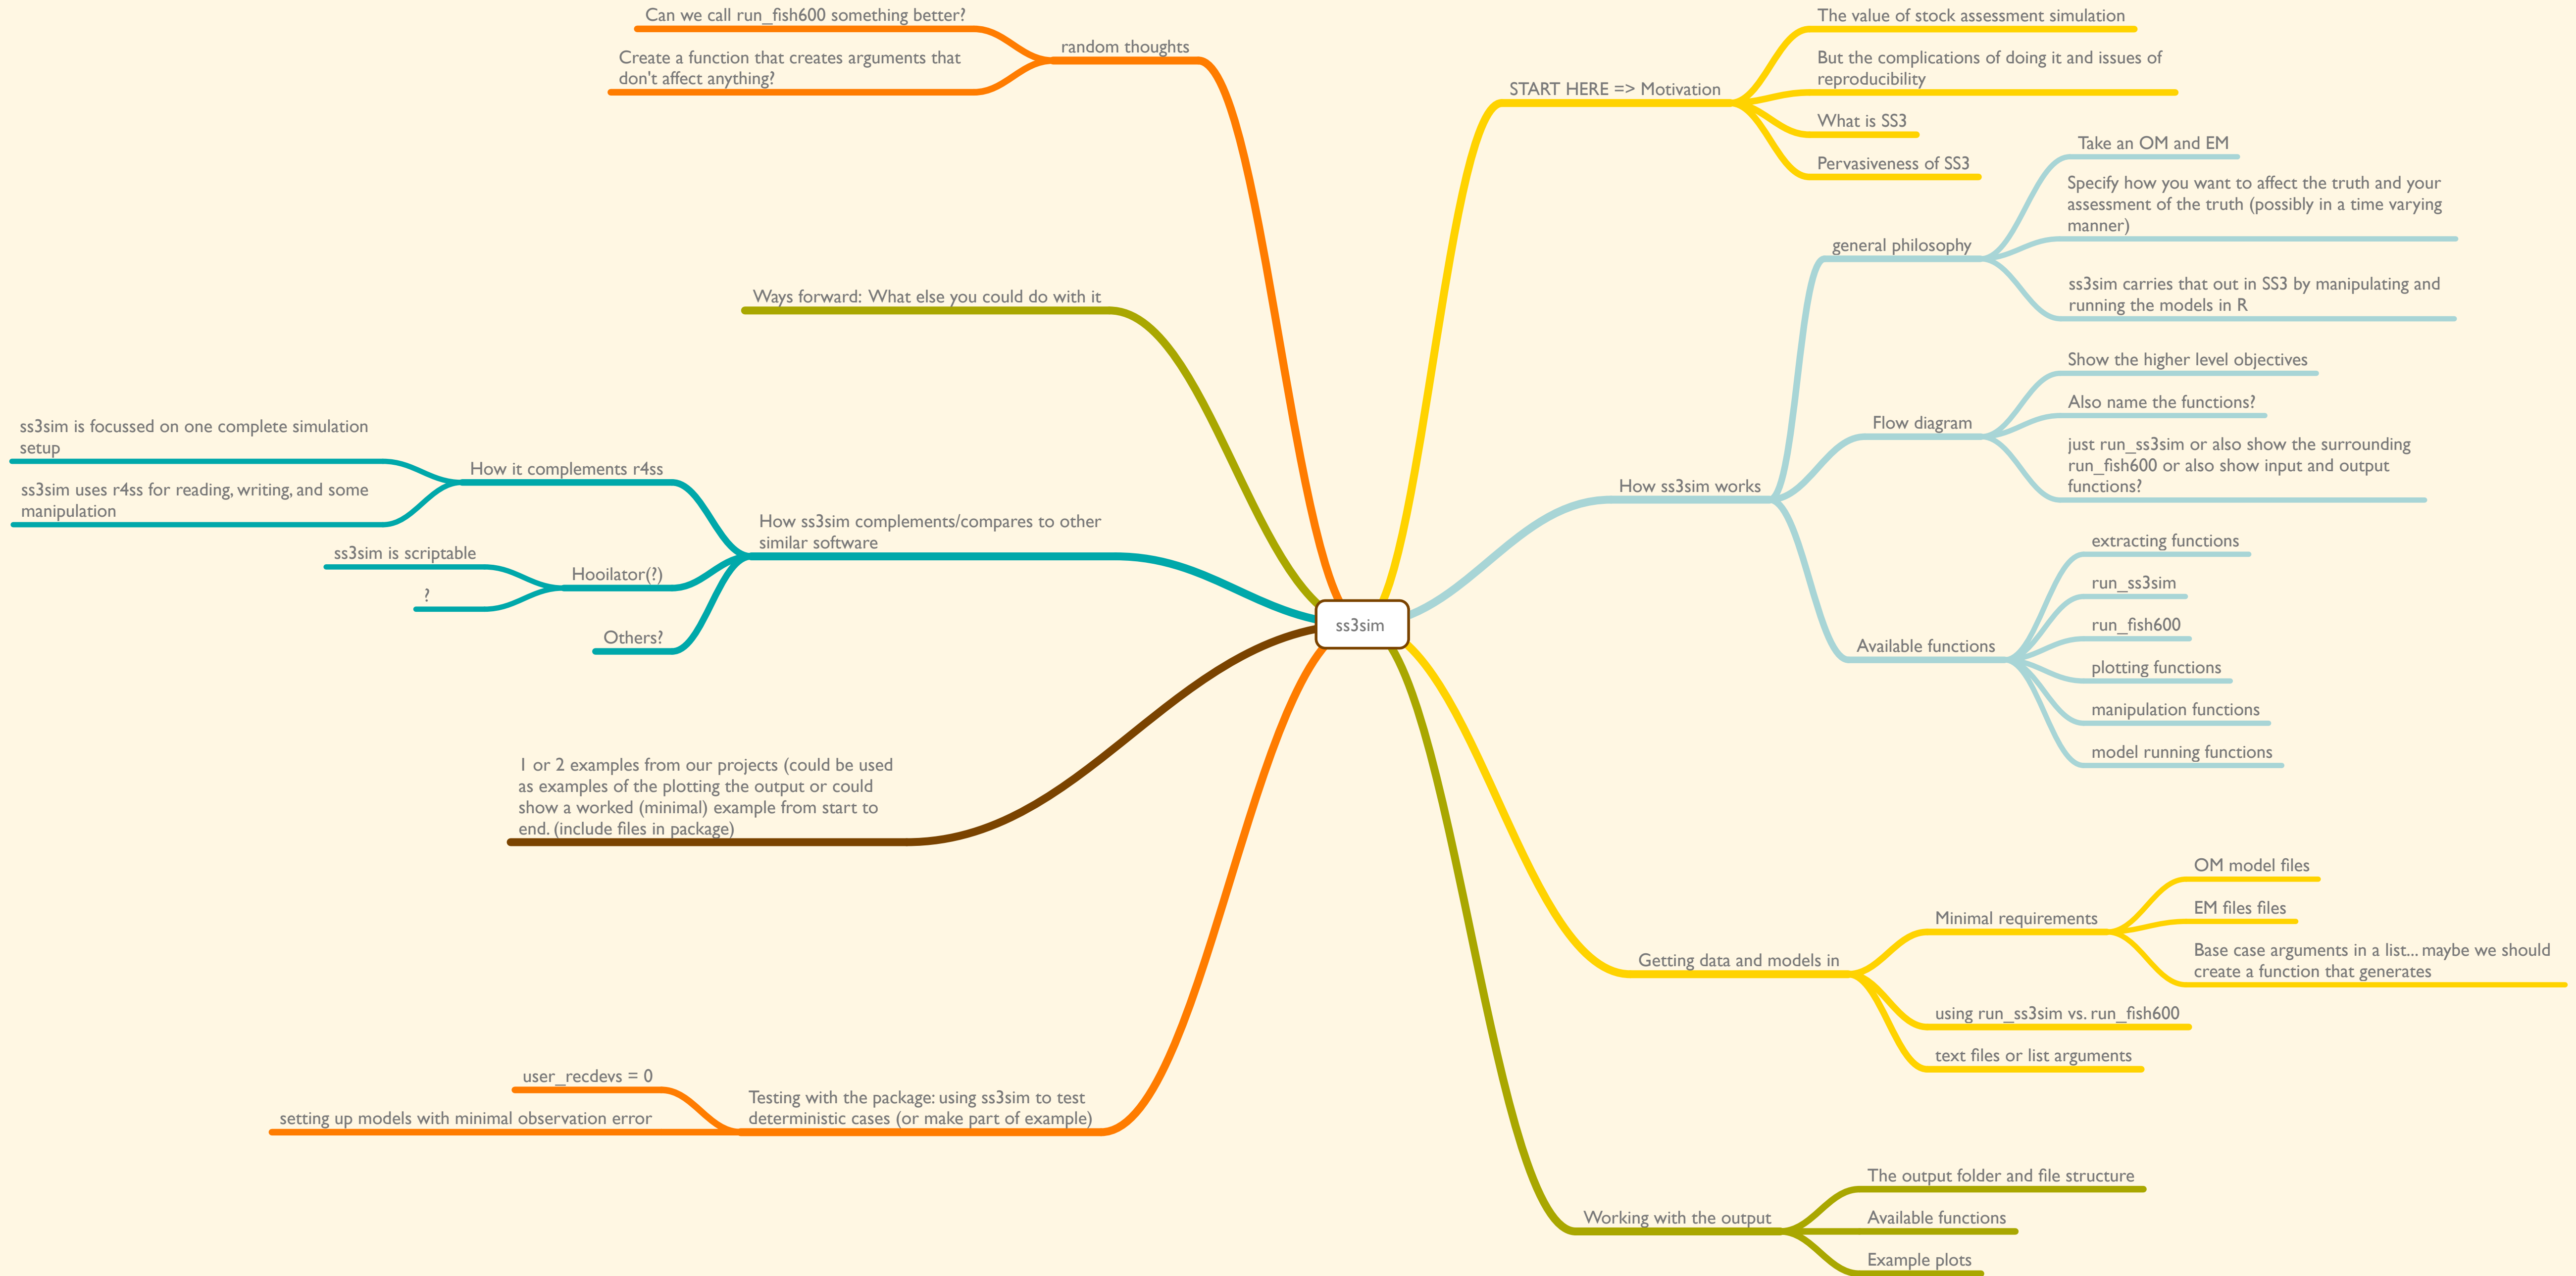 ss3sim
START HERE => Motivation
The value of stock assessment simulation
But the complications of doing it and issues of
reproducibility
What is SS3
Pervasiveness of SS3
How ss3sim works
general philosophy
Take an OM and EM
Specify how you want to affect the truth and your
assessment of the truth (possibly in a time varying
manner)
ss3sim carries that out in SS3 by manipulating and
running the models in R
Flow diagram
Show the higher level objectives
Also name the functions?
just run_ss3sim or also show the surrounding
run_fish600 or also show input and output
functions?
Available functions
extracting functions
run_ss3sim
run_fish600
plotting functions
manipulation functions
model running functions
Getting data and models in
Minimal requirements
OM model files
EM files files
Base case arguments in a list... maybe we should
create a function that generates
using run_ss3sim vs. run_fish600
text files or list arguments
Working with the output
The output folder and file structure
Available functions
Example plots
Testing with the package: using ss3sim to test
deterministic cases (or make part of example)
user_recdevs = 0
setting up models with minimal observation error
1 or 2 examples from our projects (could be used
as examples of the plotting the output or could
show a worked (minimal) example from start to
end. (include files in package)
How ss3sim complements/compares to other
similar software
How it complements r4ss
ss3sim is focussed on one complete simulation
setup
ss3sim uses r4ss for reading, writing, and some
manipulation
Hooilator(?)
ss3sim is scriptable
?
Others?
Ways forward: What else you could do with it
random thoughts
Can we call run_fish600 something better?
Create a function that creates arguments that
don't affect anything?